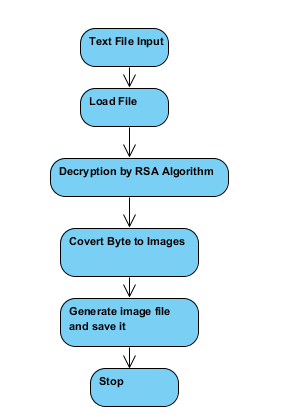 Text File Input
Load File
Decryption by RSA Algorithm
Covert Byte to Images
Generate image file
and save it
Stop